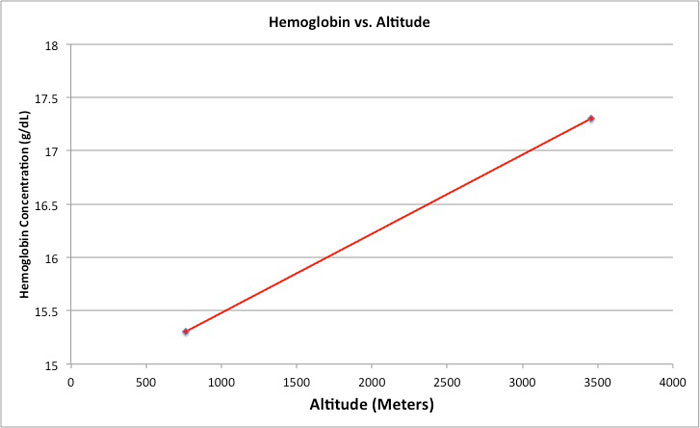 Hemoglobin vs. Altitude
Hemoglobin Concentration (g/dL)
18
17.5
17
16.5
16
15.5
15
0 500 1000 1500 2000 2500 3000 3500 4000
Altitude (Meters)